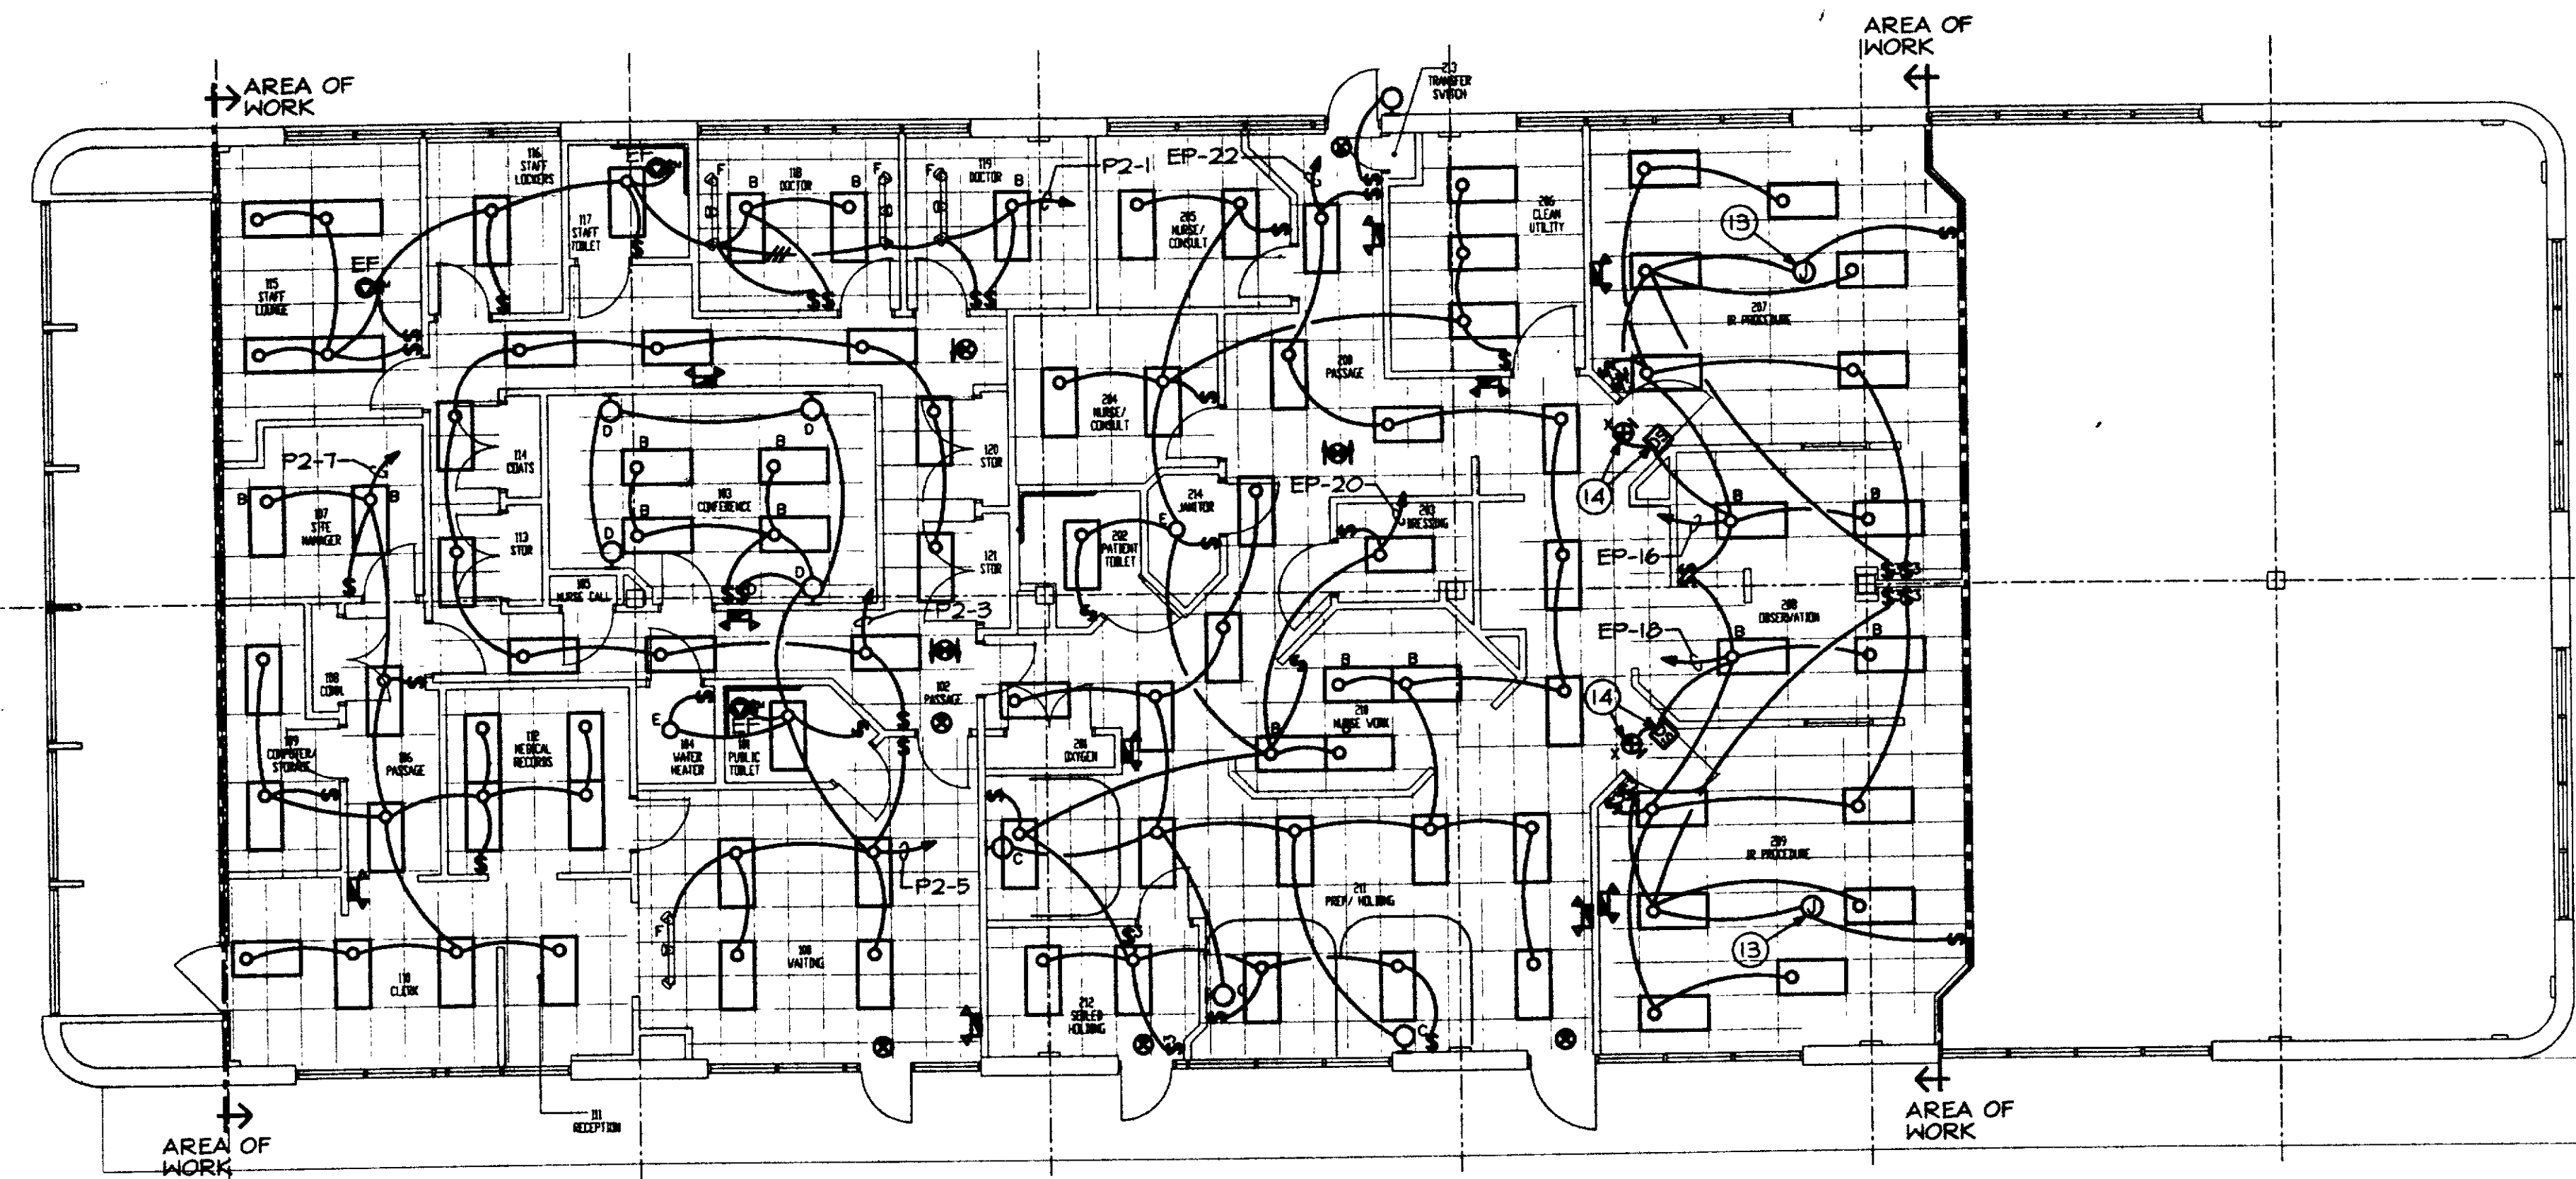 AREA OF
WORK
AREA OF
WORK
213
TRANSFER
SWITCH
116
STAFF
LOCKERS
EF
117
STAFF
TOILET
F
118
DOCTOR
B
B
F
F
119
DOCTOR
B
P2-1
EP-22
205
NURSE/
CONSULT
206
CLEAN
UTILITY
13
207
IR PROCEDURE
115
STAFF
LOUNGE
EF
204
NURSE/
CONSULT
200
PASSAGE
P2-7
B
B
107
SITE
MANAGER
114
COATS
113
STOR
D
D
B
B
103
CONFERENCE
B
B
D
D
120
STOR
121
STOR
105
NURSE CALL
P2-3
214
JANITOR
E
202
PATIENT
TOILET
EP-20
203
DRESSING
X
14
B
B
EP-16
208
OBSERVATION
EP-18
B
B
14
X
108
COMM
109
COMPUTER/
STORAGE
106
PASSAGE
112
MEDICAL
RECORDS
E
104
WATER
HEATER
EF
101
PUBLIC
TOILET
102
PASSAGE
201
OXYGEN
B
B
210
NURSE WORK
B
B
C
P2-5
F
100
WAITING
211
PREP/ HOLDING
209
IR PROCEDURE
J
J
13
110
CLERK
212
HOLDING
C
C
111
RECEPTION
AREA OF
WORK
AREA OF
WORK